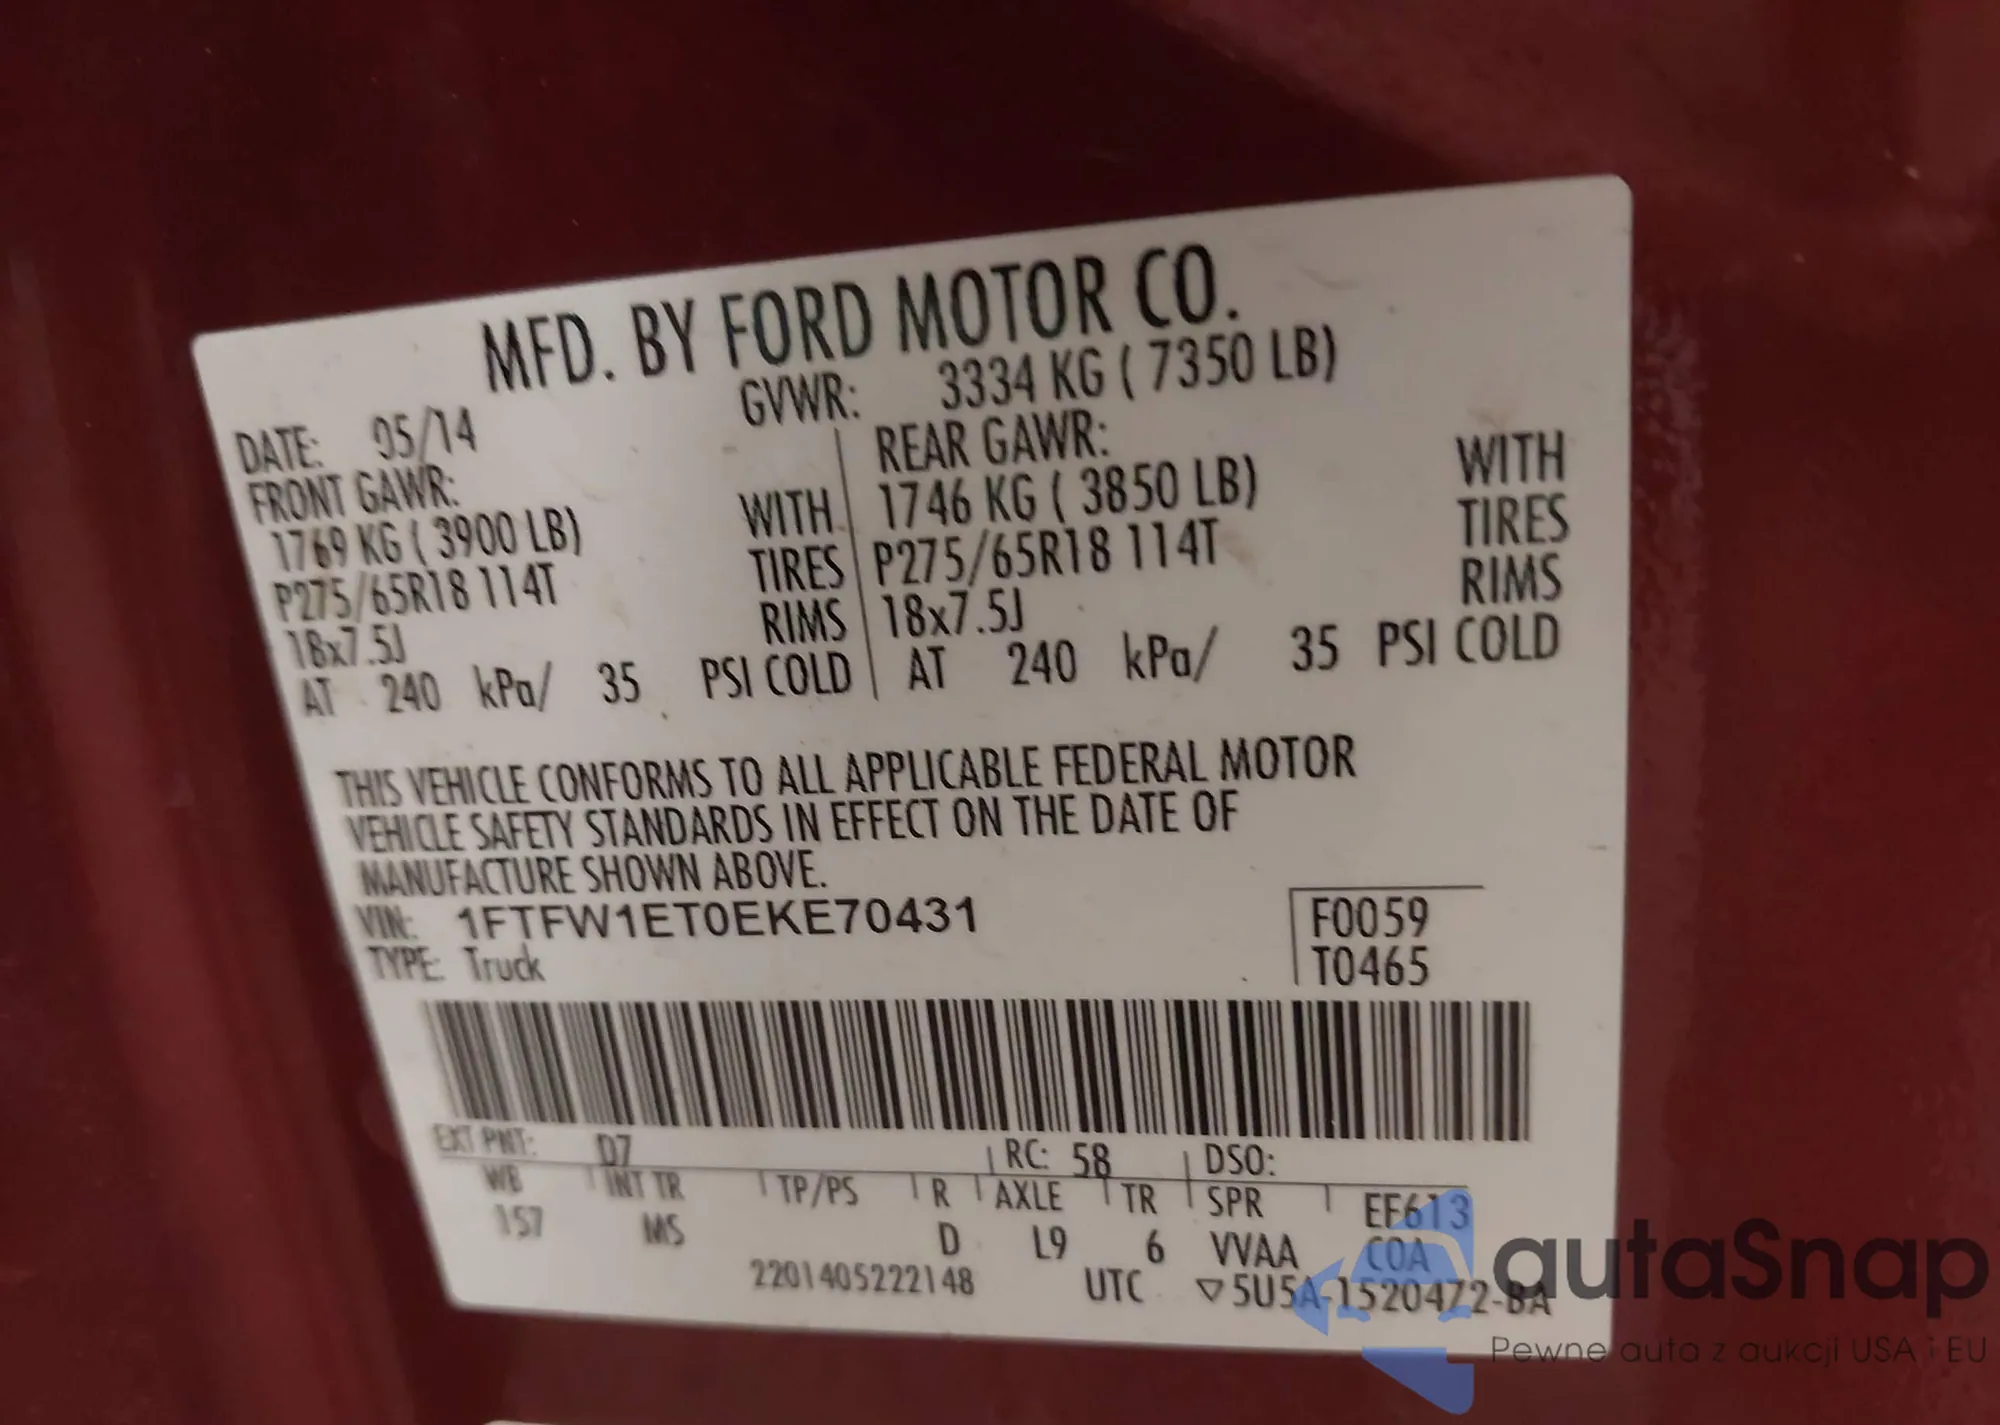 MFD. BY FORD MOTOR CO.
DATE: 05/14 GVWR: 3334 KG ( 7350 LB)
FRONT GAWR: REAR GAWR:
1769 KG ( 3900 LB) WITH 1746 KG ( 3850 LB) WITH
P275/65R18 114T TIRES P275/65R18 114T TIRES
18x7.5J RIMS 18x7.5J RIMS
AT 240 kPa/ 35 PSI COLD AT 240 kPa/ 35 PSI COLD
THIS VEHICLE CONFORMS TO ALL APPLICABLE FEDERAL MOTOR
VEHICLE SAFETY STANDARDS IN EFFECT ON THE DATE OF
MANUFACTURE SHOWN ABOVE.
VIN: 1FTFW1ET0EKE70431 F0059
TYPE: Truck T0465
EXT PNT: D7 RC: 58 DSO:
WB INT TR TP/PS R AXLE TR SPR EF613
157 MS D L9 6 VVAA COA
2201405222148 UTC ▽5U5A-1520472-BA
autaSnap
Pewne auta z aukcji USA i EU